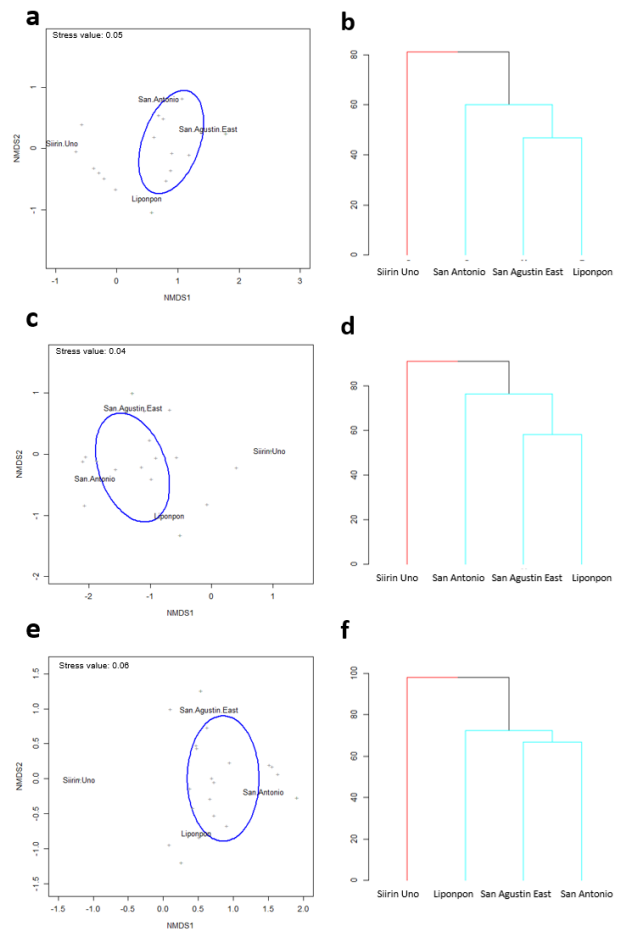 a
Stress value: 0.05
San.Antonio
San.Agustin.East
Siirin.Uno
Liponpon
NMDS2
-1 0 1
-1 0 1 2 3
NMDS1
b
0 20 40 60 80
Siirin Uno San Antonio San Agustin East Liponpon
c
Stress value: 0.04
San.Agustin.East
Siirin.Uno
San.Antonio
Liponpon
NMDS2
-2 -1 0 1
-2 -1 0 1
NMDS1
d
0 20 40 60 80
Siirin Uno San Antonio San Agustin East Liponpon
e
Stress value: 0.06
San.Agustin.East
Siirin.Uno
San.Antonio
Liponpon
NMDS2
-1.5 -1.0 -0.5 0.0 0.5 1.0 1.5
-1.5 -1.0 -0.5 0.0 0.5 1.0 1.5 2.0
NMDS1
f
0 20 40 60 80 100
Siirin Uno Liponpon San Agustin East San Antonio